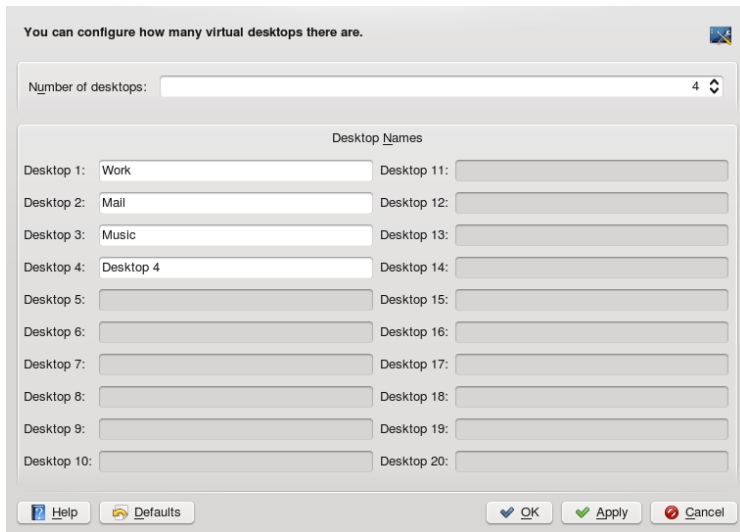 You can configure how many virtual desktops there are.
Number of desktops: 4
Desktop Names
Desktop 1: Work
Desktop 2: Mail
Desktop 3: Music
Desktop 4: Desktop 4
Desktop 5:
Desktop 6:
Desktop 7:
Desktop 8:
Desktop 9:
Desktop 10:
Desktop 11:
Desktop 12:
Desktop 13:
Desktop 14:
Desktop 15:
Desktop 16:
Desktop 17:
Desktop 18:
Desktop 19:
Desktop 20:
Help Defaults OK Apply Cancel